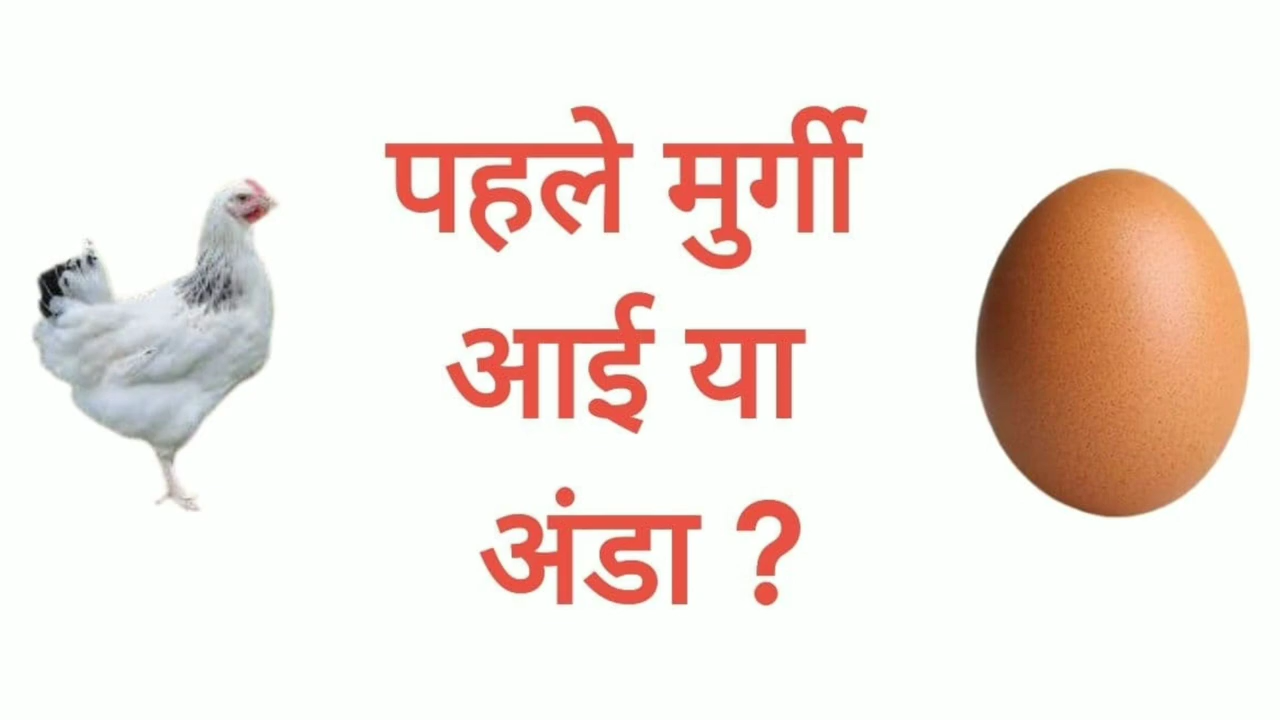 पहले मुर्गी
आई या
अंडा ?